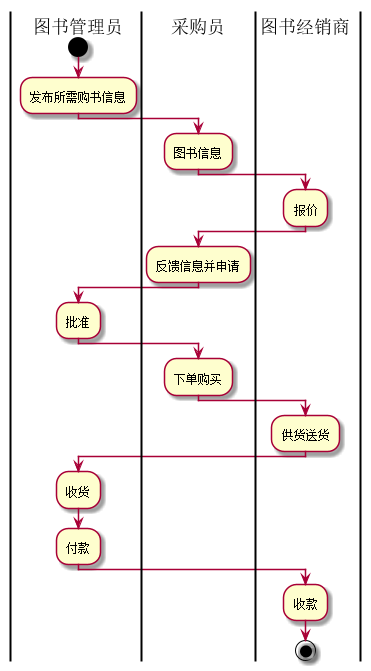 图书管理员
采购员
图书经销商
发布所需购书信息
图书信息
报价
反馈信息并申请
批准
下单购买
供货送货
收货
付款
收款